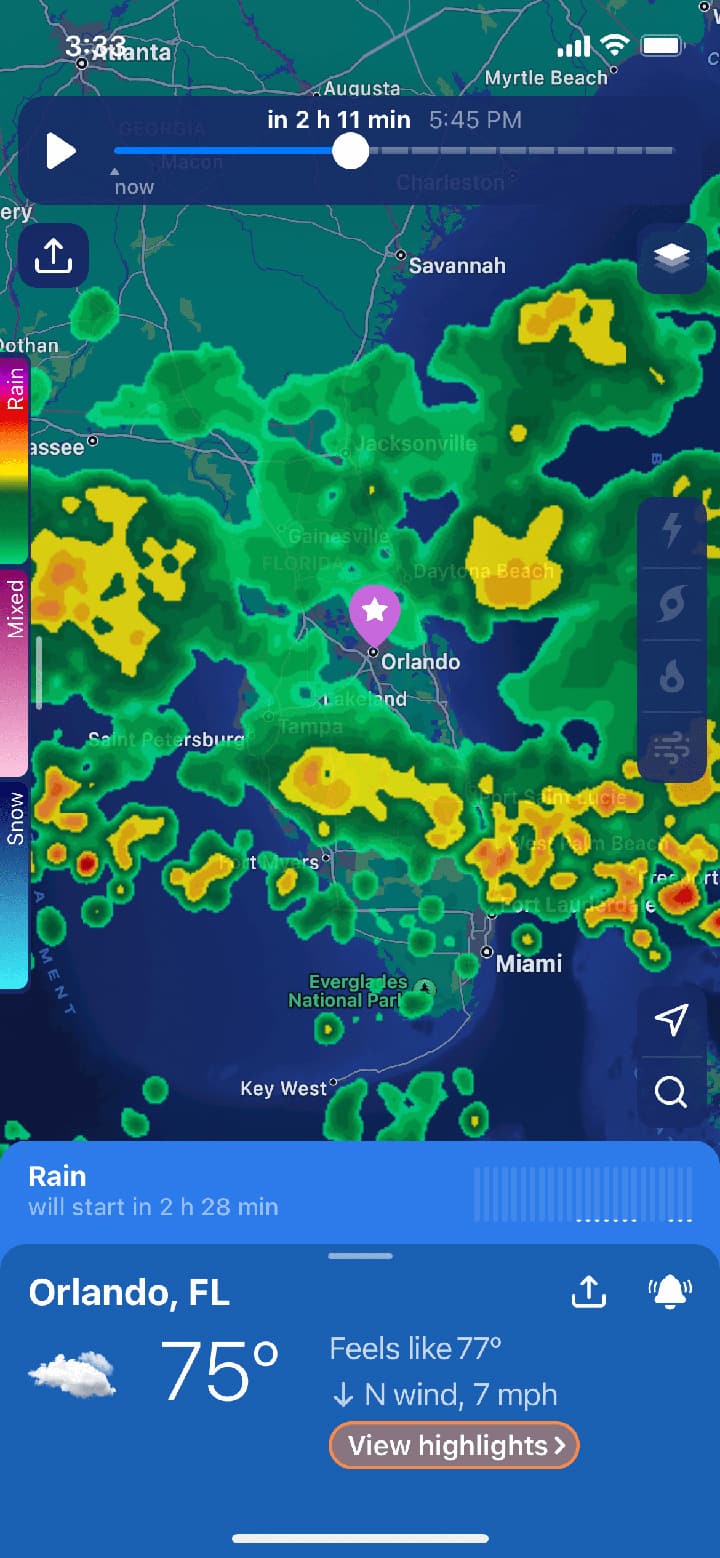 3:33
Atlanta
Augusta
Myrtle Beach
in 2 h 11 min 5:45 PM
GEORGIA
Macon
now
Charleston
ery
Savannah
Dothan
Rain
assee
Jacksonville
Gainesville
FLORIDA
Daytona Beach
Mixed
Orlando
Lakeland
Tampa
Saint Petersburg
Snow
Port Saint Lucie
West Palm Beach
Fort Myers
Freeport
Fort Lauderdale
Miami
A
MENT
Everglades
National Park
Key West
Rain
will start in 2 h 28 min
Orlando, FL
75°
Feels like 77°
↓ N wind, 7 mph
View highlights >